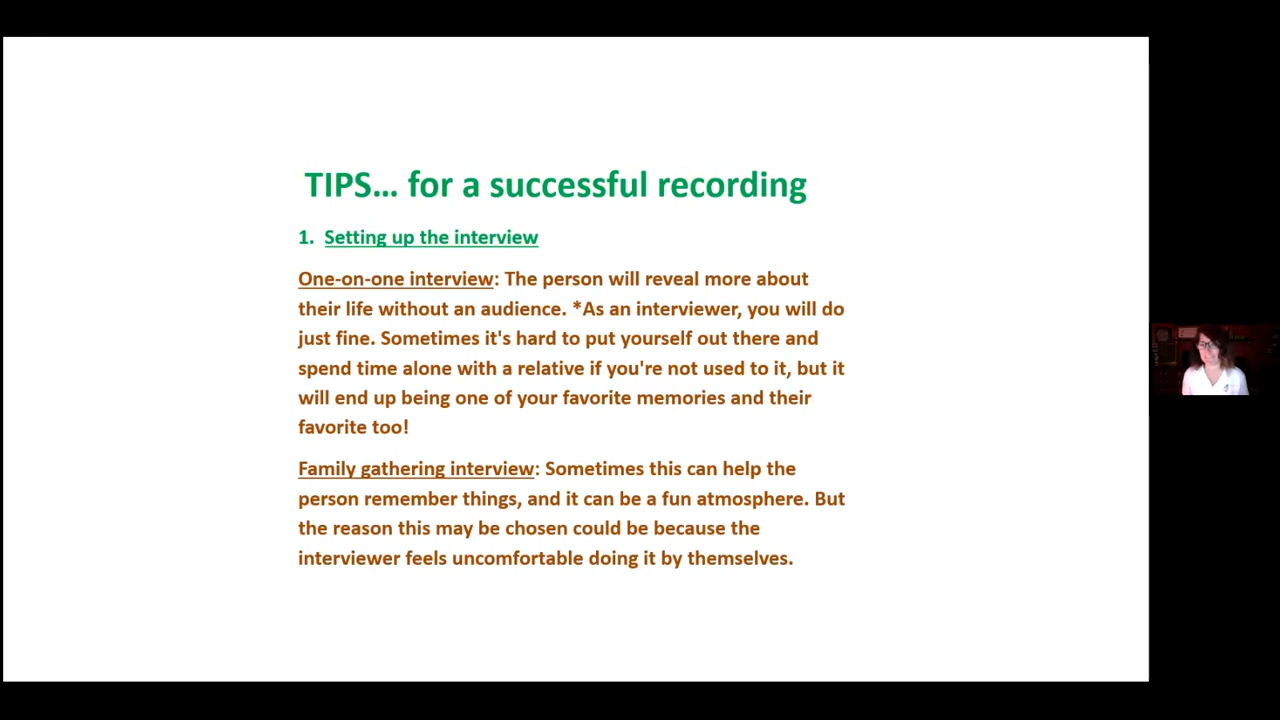 TIPS... for a successful recording
1. Setting up the interview
One-on-one interview: The person will reveal more about
their life without an audience. *As an interviewer, you will do
just fine. Sometimes it's hard to put yourself out there and
spend time alone with a relative if you're not used to it, but it
will end up being one of your favorite memories and their
favorite too!
Family gathering interview: Sometimes this can help the
person remember things, and it can be a fun atmosphere. But
the reason this may be chosen could be because the
interviewer feels uncomfortable doing it by themselves.